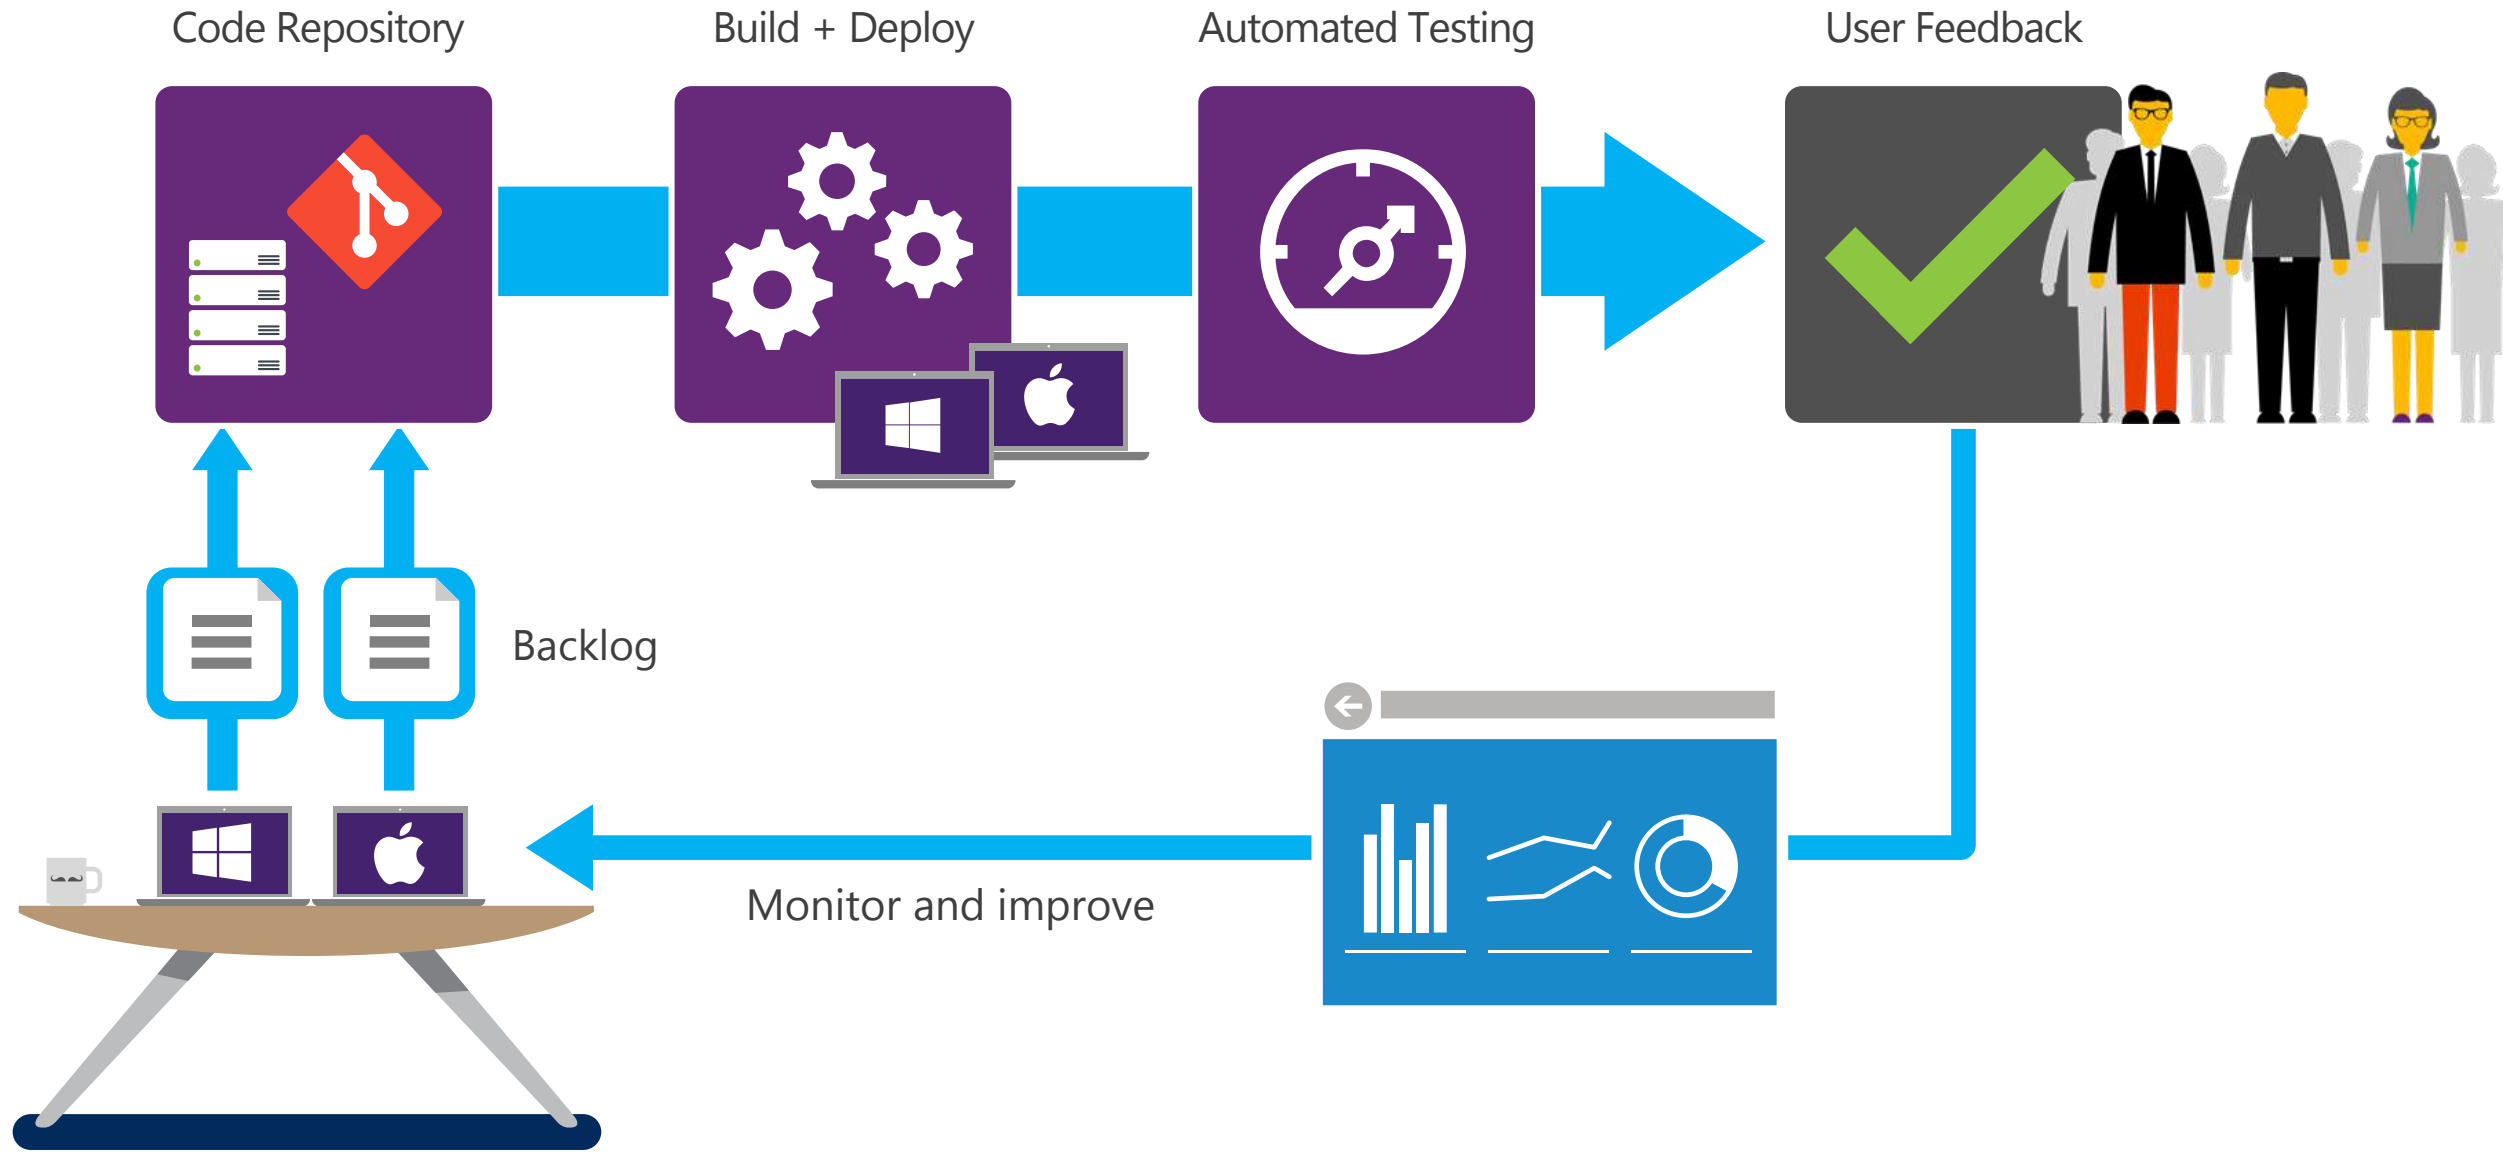 Code Repository
Build + Deploy
Automated Testing
User Feedback
Backlog
Monitor and improve